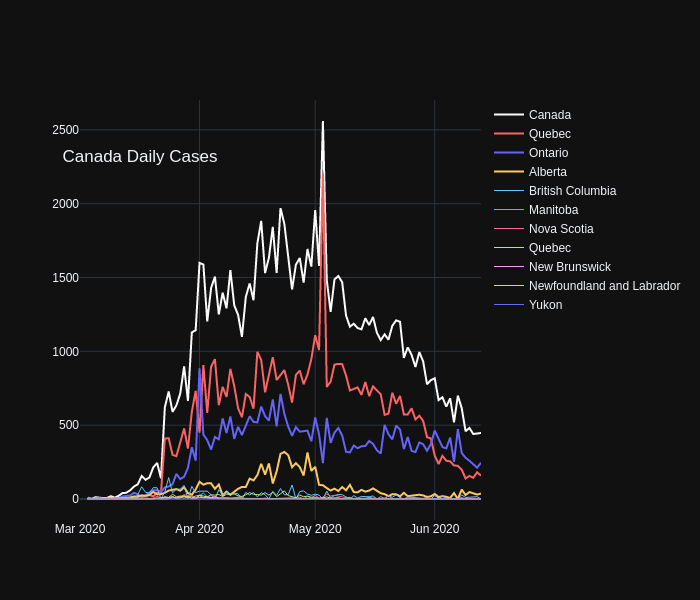 Canada Daily Cases
2500
2000
1500
1000
500
0
Mar 2020
Apr 2020
May 2020
Jun 2020
Canada
Quebec
Ontario
Alberta
British Columbia
Manitoba
Nova Scotia
Quebec
New Brunswick
Newfoundland and Labrador
Yukon